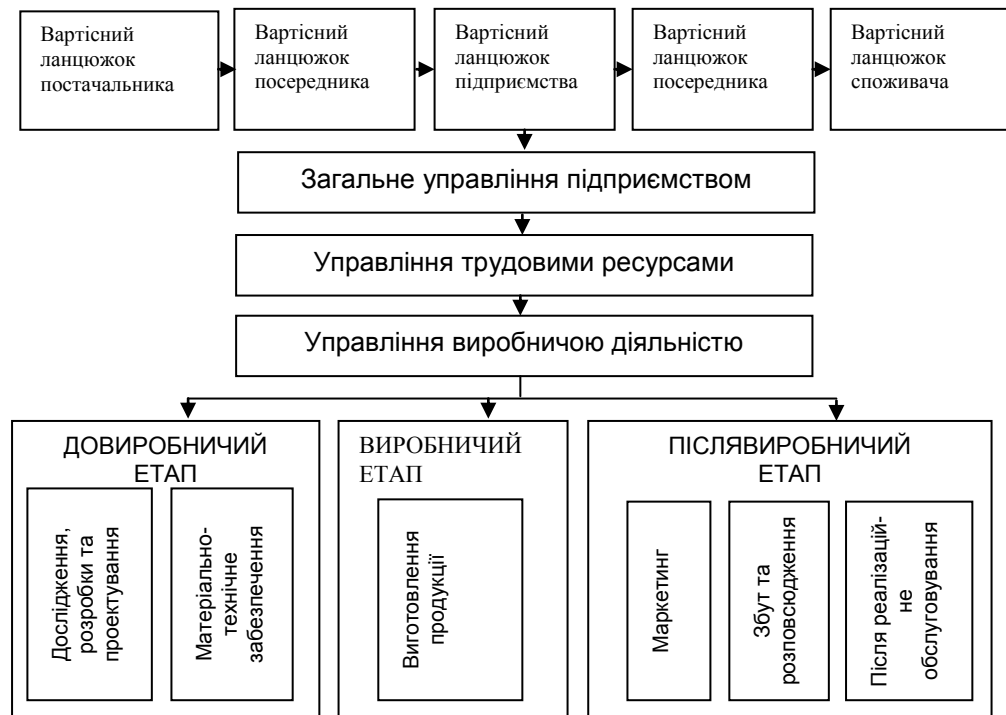 Вартісний
ланцюжок
постачальника
Вартісний
ланцюжок
посередника
Вартісний
ланцюжок
підприємства
Вартісний
ланцюжок
посередника
Вартісний
ланцюжок
споживача
Загальне управління підприємством
Управління трудовими ресурсами
Управління виробничою діяльністю
ДОВИРОБНИЧИЙ
ЕТАП
Дослідження,
розробки та
проектування
Матеріально-
технічне
забезпечення
ВИРОБНИЧИЙ
ЕТАП
Виготовлення
продукції
ПІСЛЯВИРОБНИЧИЙ
ЕТАП
Маркетинг
Збут та
розповсюдження
Після реалізацій-
не
обслуговування